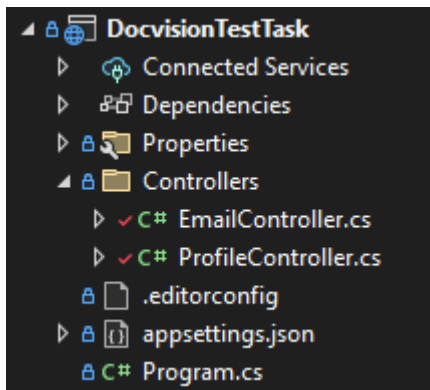 DocvisionTestTask
Connected Services
Dependencies
Properties
Controllers
C# EmailController.cs
C# ProfileController.cs
.editorconfig
appsettings.json
C# Program.cs